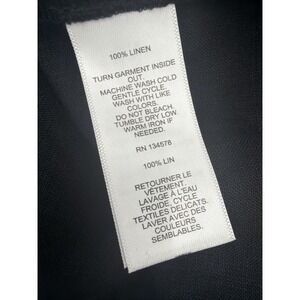 100% LINEN
TURN GARMENT INSIDE
OUT.
MACHINE WASH COLD
GENTLE CYCLE.
WASH WITH LIKE
COLORS.
DO NOT BLEACH.
TUMBLE DRY LOW.
WARM IRON IF
NEEDED.
RN 134578
100% LIN
RETOURNER LE
VÊTEMENT.
LAVAGE À L'EAU
FROIDE, CYCLE
TEXTILES DELICATS.
LAVER AVEC DES
COULEURS
SEMBLABLES.